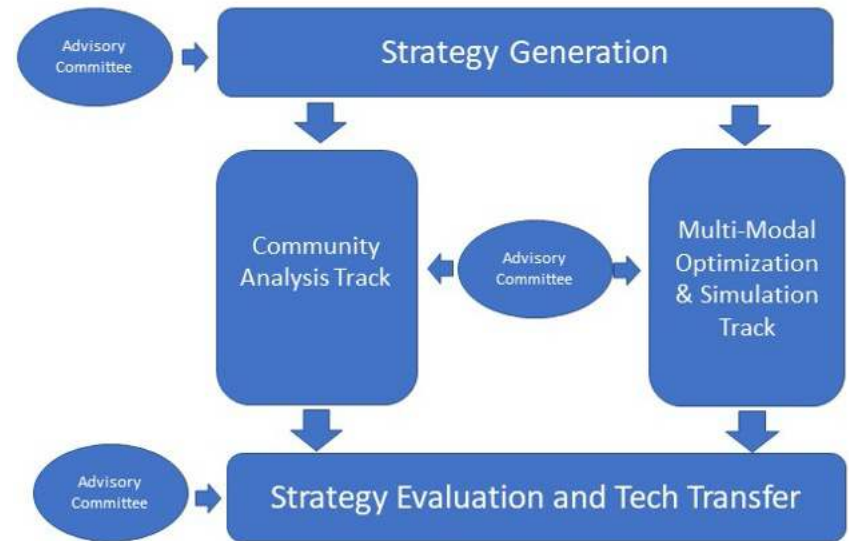 Advisory
Committee
Strategy Generation
Community
Analysis Track
Advisory
Committee
Multi-Modal
Optimization
& Simulation
Track
Advisory
Committee
Strategy Evaluation and Tech Transfer